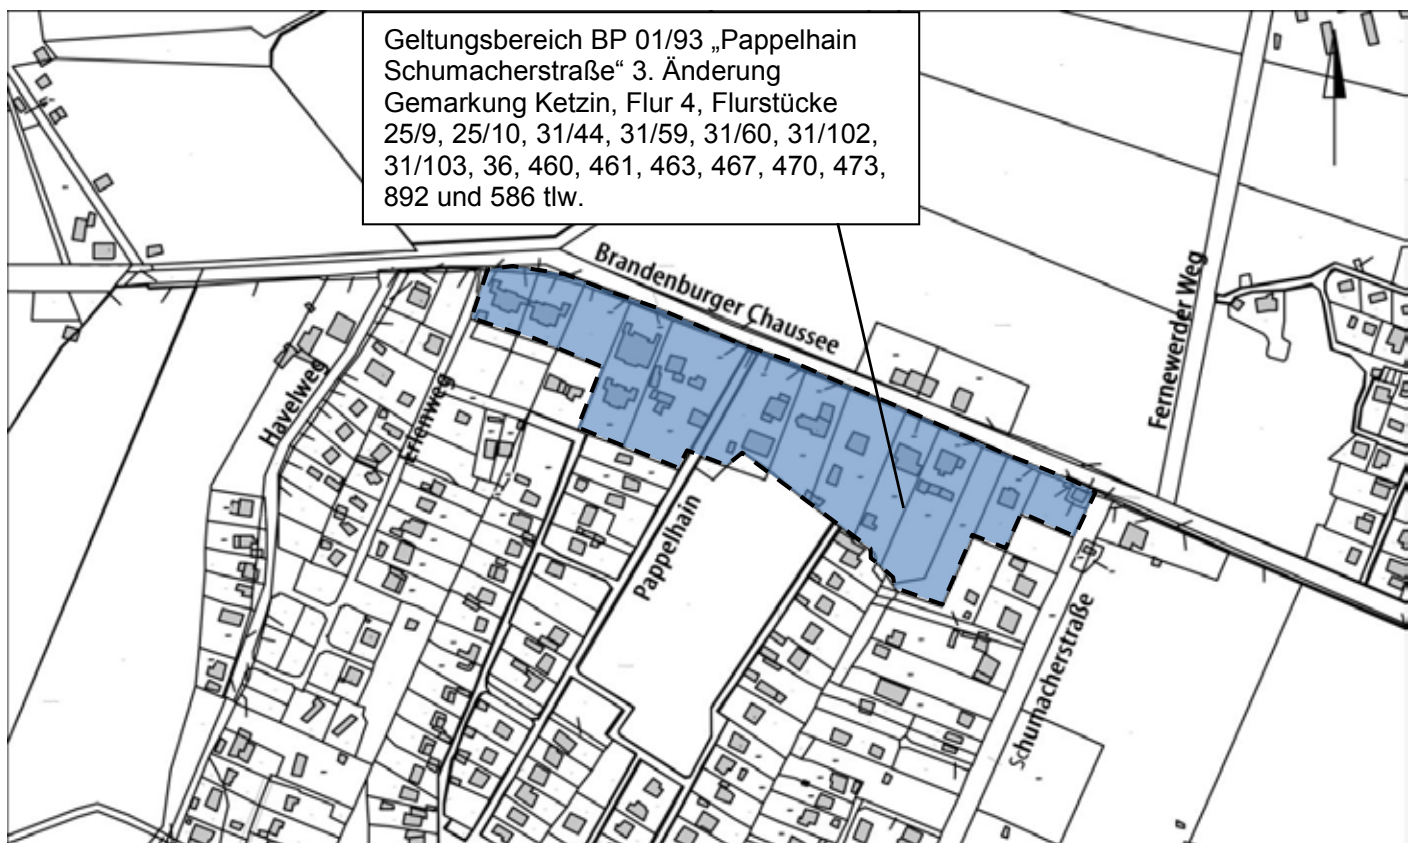 Geltungsbereich BP 01/93 „Pappelhain
Schumacherstraße“ 3. Änderung
Gemarkung Ketzin, Flur 4, Flurstücke
25/9, 25/10, 31/44, 31/59, 31/60, 31/102,
31/103, 36, 460, 461, 463, 467, 470, 473,
892 und 586 tlw.
Brandenburger Chaussee
Fernewerder Weg
Havelweg
Erlenweg
Pappelhain
Schumacherstraße